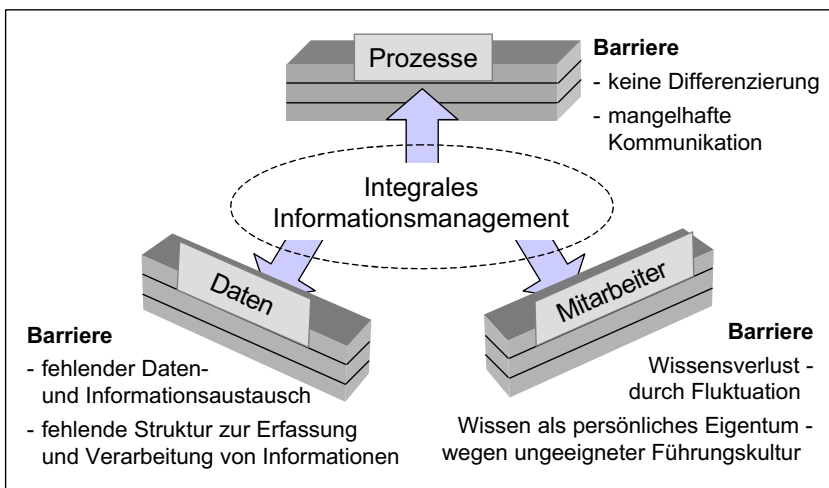 Prozesse
Barriere
- keine Differenzierung
- mangelhafte
Kommunikation
Integrales
Informationsmanagement
Daten
Mitarbeiter
Barriere
- fehlender Daten-
und Informationsaustausch
- fehlende Struktur zur Erfassung
und Verarbeitung von Informationen
Barriere
Wissensverlust -
durch Fluktuation
Wissen als persönliches Eigentum -
wegen ungeeigneter Führungskultur